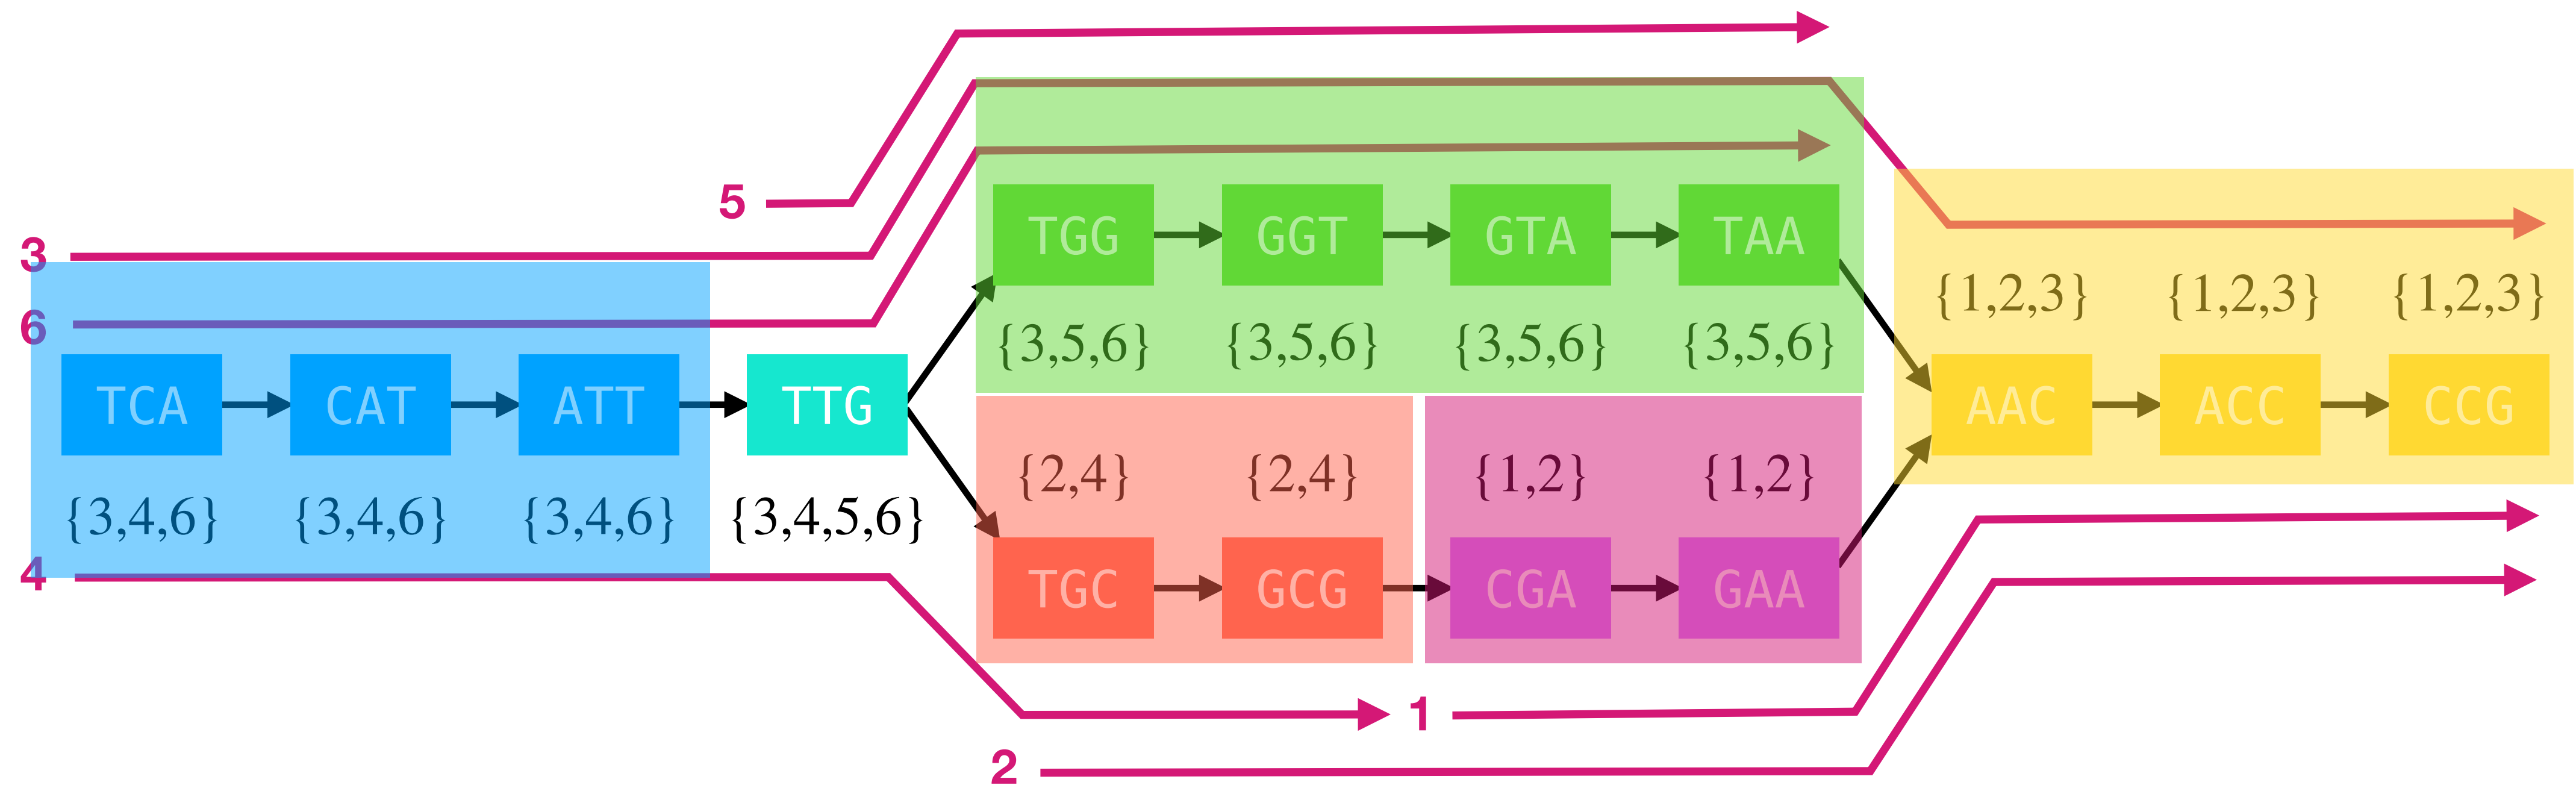 5
3
6
TGG GGT GTA TAA
{3,5,6} {3,5,6} {3,5,6} {3,5,6}
{1,2,3} {1,2,3} {1,2,3}
TCA CAT ATT TTG
AAC ACC CCG
{3,4,6} {3,4,6} {3,4,6} {3,4,5,6}
{2,4} {2,4} {1,2} {1,2}
4
TGC GCG CGA GAA
1
2